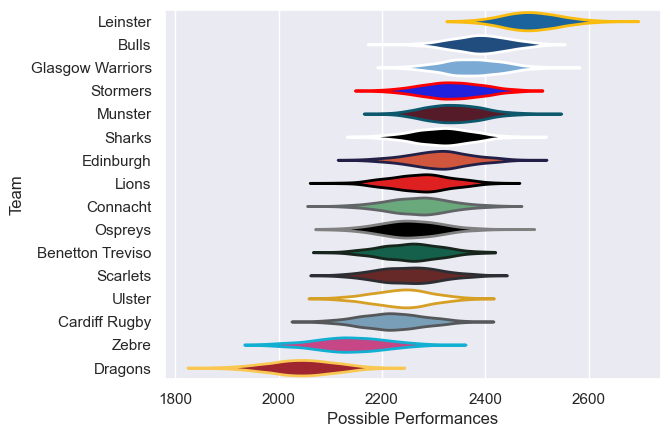 Leinster
Bulls
Glasgow Warriors
Stormers
Munster
Sharks
Edinburgh
Lions
Connacht
Ospreys
Benetton Treviso
Scarlets
Ulster
Cardiff Rugby
Zebre
Dragons
Team
1800 2000 2200 2400 2600
Possible Performances